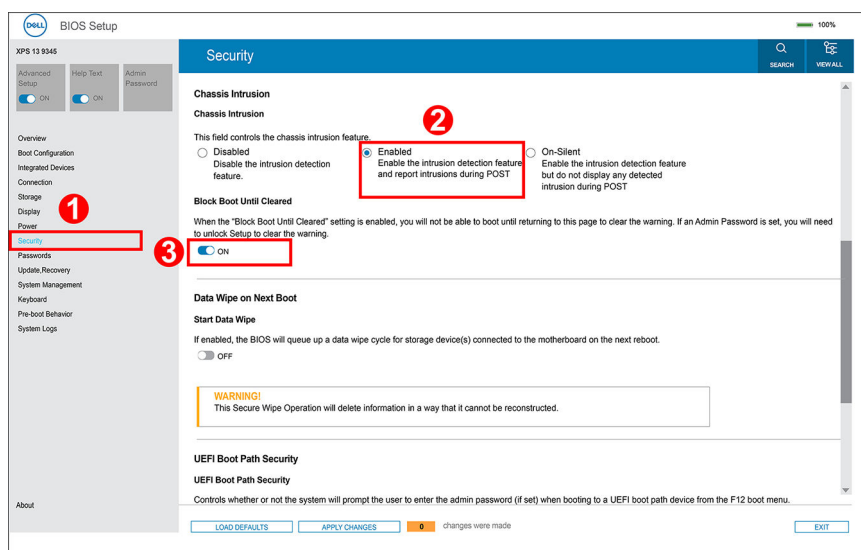 DELL
BIOS Setup
100%
XPS 13 9345
Advanced Setup
ON
Help Text
ON
Admin Password
Overview
Boot Configuration
Integrated Devices
Connection
Storage
Display
Power
Security
Passwords
Update,Recovery
System Management
Keyboard
Pre-boot Behavior
System Logs
About
1
Security
SEARCH
VIEW ALL
Chassis Intrusion
Chassis Intrusion
2
This field controls the chassis intrusion feature.
Disabled
Disable the intrusion detection
feature.
Enabled
Enable the intrusion detection feature
and report intrusions during POST
On-Silent
Enable the intrusion detection feature
but do not display any detected
intrusion during POST
Block Boot Until Cleared
When the "Block Boot Until Cleared" setting is enabled, you will not be able to boot until returning to this page to clear the warning. If an Admin Password is set, you will need
to unlock Setup to clear the warning.
3
ON
Data Wipe on Next Boot
Start Data Wipe
If enabled, the BIOS will queue up a data wipe cycle for storage device(s) connected to the motherboard on the next reboot.
OFF
WARNING!
This Secure Wipe Operation will delete information in a way that it cannot be reconstructed.
UEFI Boot Path Security
UEFI Boot Path Security
Controls whether or not the system will prompt the user to enter the admin password (if set) when booting to a UEFI boot path device from the F12 boot menu.
LOAD DEFAULTS
APPLY CHANGES
0 changes were made
EXIT